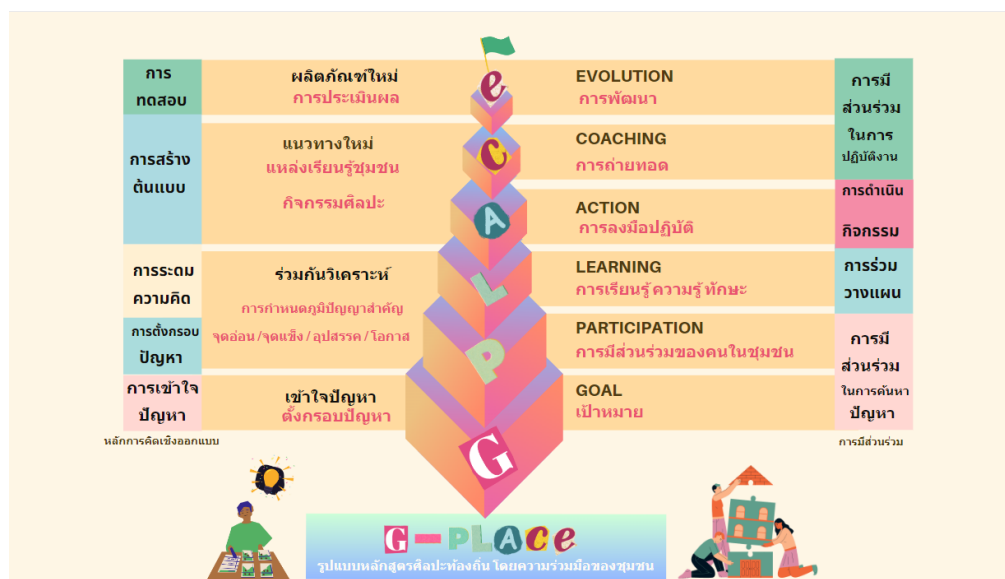 การ
ทดสอบ
การสร้าง
ต้นแบบ
การระดม
ความคิด
การตั้งกรอบ
ปัญหา
การเข้าใจ
ปัญหา
หลักการคิดเชิงออกแบบ
ผลิตภัณฑ์ใหม่
การประเมินผล
แนวทางใหม่
แหล่งเรียนรู้ชุมชน
กิจกรรมศิลปะ
ร่วมกันวิเคราะห์
การกำหนดภูมิปัญญาสำคัญ
จุดอ่อน/จุดแข็ง/อุปสรรค/โอกาส
เข้าใจปัญหา
ตั้งกรอบปัญหา
e
C
A
L
P
G
EVOLUTION
การพัฒนา
COACHING
การถ่ายทอด
ACTION
การลงมือปฏิบัติ
LEARNING
การเรียนรู้ ความรู้ ทักษะ
PARTICIPATION
การมีส่วนร่วมของคนในชุมชน
GOAL
เป้าหมาย
การมี
ส่วนร่วม
ในการ
ปฏิบัติงาน
การดำเนิน
กิจกรรม
การร่วม
วางแผน
การมี
ส่วนร่วม
ในการค้นหา
ปัญหา
การมีส่วนร่วม
G-PLACe
รูปแบบหลักสูตรศิลปะท้องถิ่น โดยความร่วมมือของชุมชน